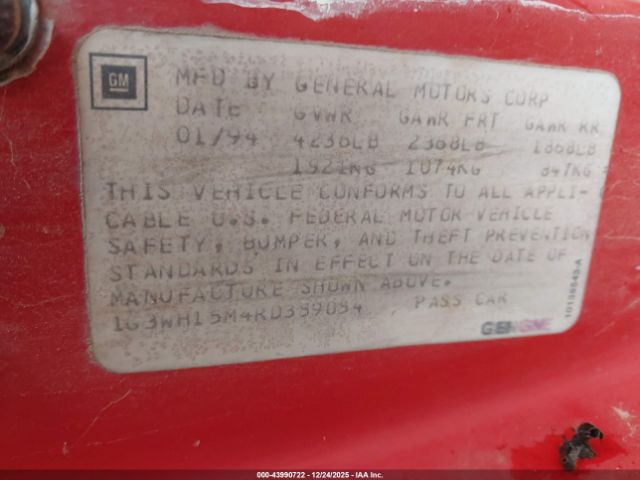 GM
MFD BY GENERAL MOTORS CORP
DATE GVWR GAWR FRT GAWR RR
01/94 4236LB 2368LB 1868LB
1921KG 1074KG 847KG
THIS VEHICLE CONFORMS TO ALL APPLI-
CABLE U.S. FEDERAL MOTOR VEHICLE
SAFETY, BUMPER, AND THEFT PREVENTION
STANDARDS IN EFFECT ON THE DATE OF
MANUFACTURE SHOWN ABOVE.
1G3WH15M4RD359054 PASS CAR
10138543-A
000-43990722 - 12/24/2025 - IAA Inc.